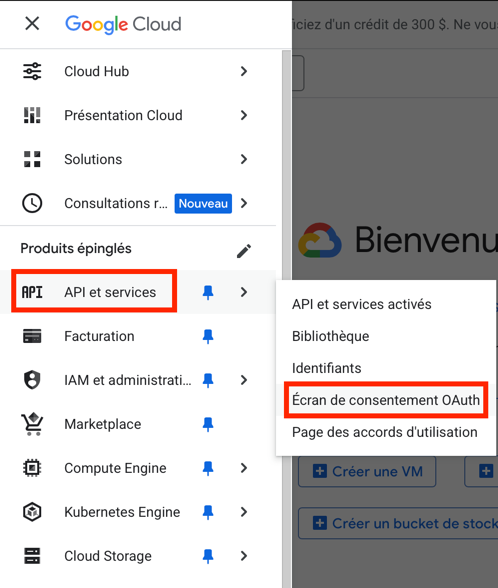 Google Cloud
ficiez d'un crédit de 300 $. Ne vou
Cloud Hub
Présentation Cloud
Solutions
Consultations r... Nouveau
Bienvenu
Produits épinglés
API API et services
Facturation
IAM et administrati...
Marketplace
Compute Engine
Kubernetes Engine
Cloud Storage
API et services activés
Bibliothèque
Identifiants
Écran de consentement OAuth
Page des accords d'utilisation
Créer une VM
Créer un bucket de stock